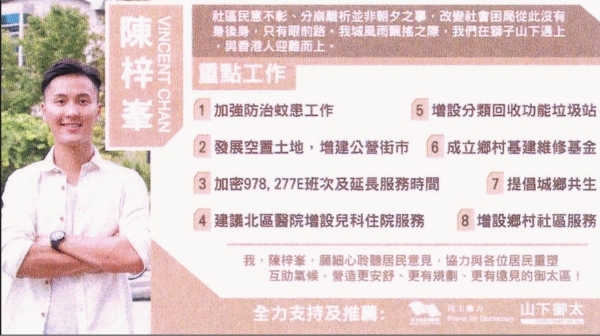 陳梓峯
VINCENT CHAN
社區民意不彰、分崩離析並非朝夕之事，改變社會困局從此沒有
身後身，只有眼前路。我城風雨飄搖之際，我們在獅子山下遇上
，與香港人迎難而上。
重點工作
1 加強防治蚊患工作
2 發展空置土地，增建公營街市
3 加密978, 277E班次及延長服務時間
4 建議北區醫院增設兒科住院服務
5 增設分類回收功能垃圾站
6 成立鄉村基建維修基金
7 提倡城鄉共生
8 增設鄉村社區服務
我，陳梓峯，願細心聆聽居民意見，協力與各位居民重塑
互助氣候，營造更安舒、更有規劃、更有遠見的御太區！
全力支持及推薦:
民主動力
Power for Democracy
山下御太